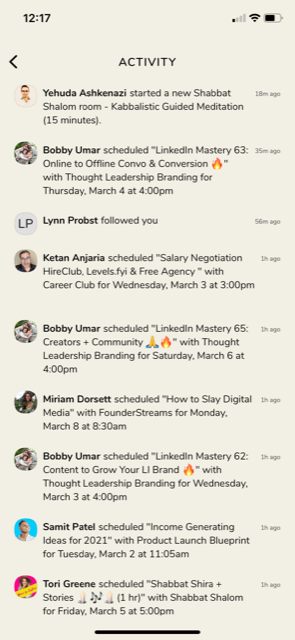 12:17
ACTIVITY
Yehuda Ashkenazi started a new Shabbat 18m ago
Shalom room - Kabbalistic Guided Meditation
(15 minutes).
Bobby Umar scheduled "LinkedIn Mastery 63: 35m ago
Online to Offline Convo & Conversion 🔥"
with Thought Leadership Branding for
Thursday, March 4 at 4:00pm
LP Lynn Probst followed you 56m ago
Ketan Anjaria scheduled "Salary Negotiation 1h ago
HireClub, Levels.fyi & Free Agency " with
Career Club for Wednesday, March 3 at 3:00pm
Bobby Umar scheduled "LinkedIn Mastery 65: 1h ago
Creators + Community 🙏🔥" with Thought
Leadership Branding for Saturday, March 6 at
4:00pm
Miriam Dorsett scheduled "How to Slay Digital 1h ago
Media" with FounderStreams for Monday,
March 8 at 8:30am
Bobby Umar scheduled "LinkedIn Mastery 62: 1h ago
Content to Grow Your LI Brand 🔥" with
Thought Leadership Branding for Wednesday,
March 3 at 4:00pm
Samit Patel scheduled "Income Generating 1h ago
Ideas for 2021" with Product Launch Blueprint
for Tuesday, March 2 at 11:05am
Tori Greene scheduled "Shabbat Shira + 1h ago
Stories 🕯🎶🕯 (1 hr)" with Shabbat Shalom
for Friday, March 5 at 5:00pm